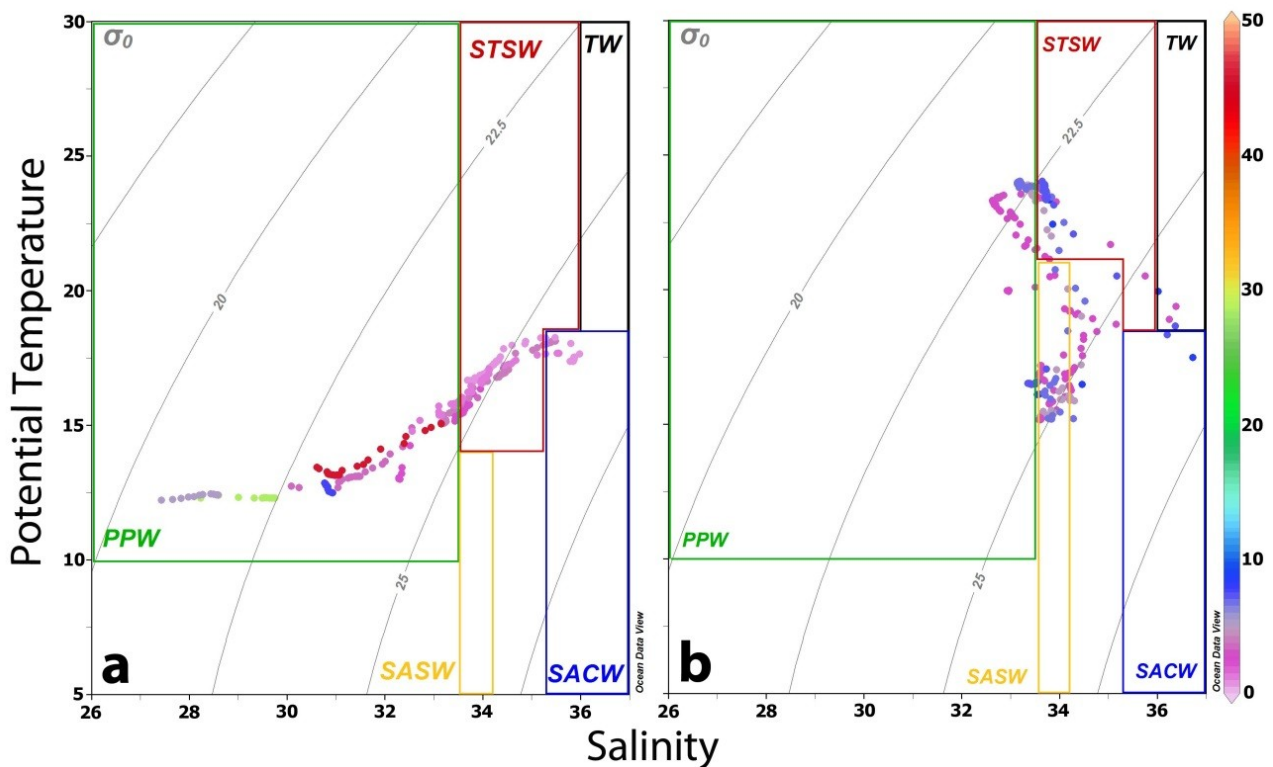 Potential Temperature
Salinity
30
25
20
15
10
5
26
28
30
32
34
36
σ0
STSW
TW
22.5
20
25
PPW
SASW
SACW
a
Ocean Data View
26
28
30
32
34
36
σ0
STSW
TW
22.5
20
25
PPW
SASW
SACW
b
Ocean Data View
50
40
30
20
10
0